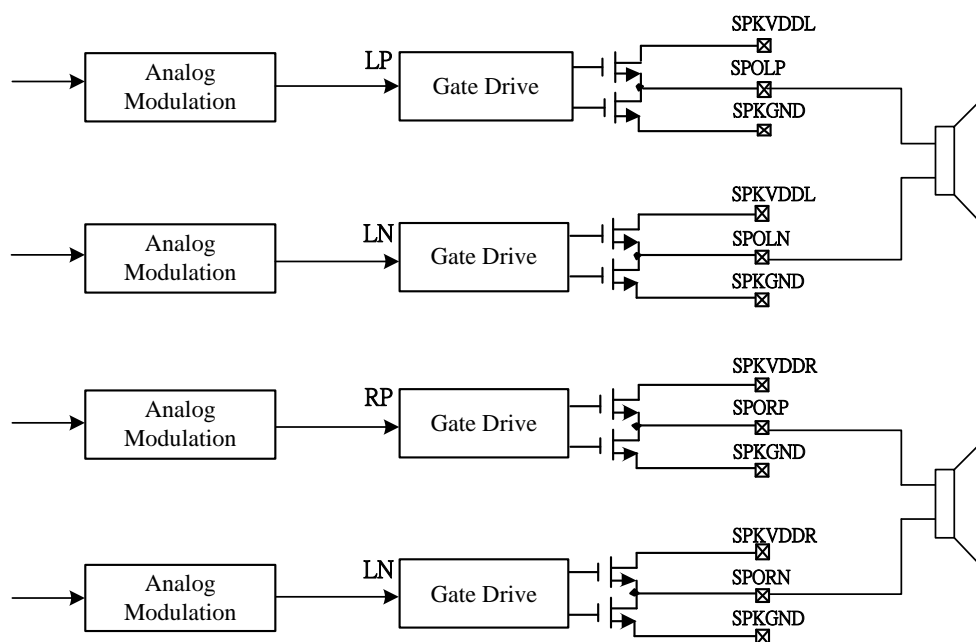 SPKVDDL
Analog
Modulation
LP
Gate Drive
SPOLP
SPKGND
SPKVDDL
Analog
Modulation
LN
Gate Drive
SPOLN
SPKGND
SPKVDDR
Analog
Modulation
RP
Gate Drive
SPORP
SPKGND
SPKVDDR
Analog
Modulation
LN
Gate Drive
SPORN
SPKGND